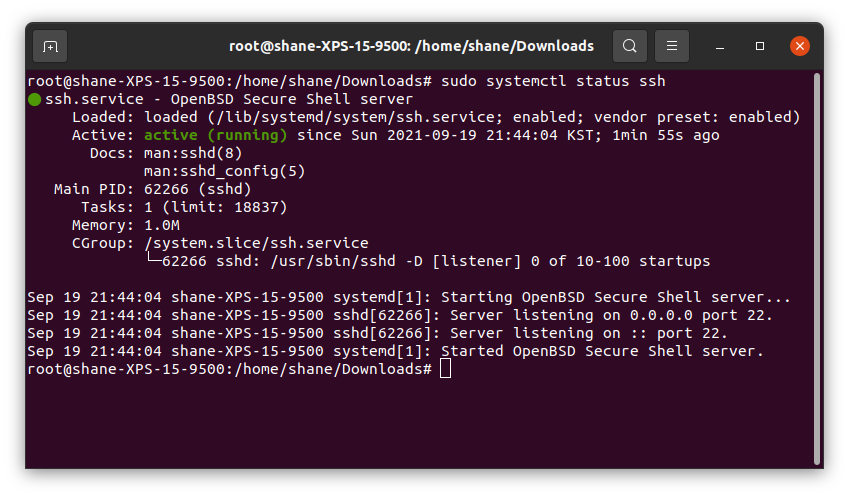 root@shane-XPS-15-9500: /home/shane/Downloads
root@shane-XPS-15-9500:/home/shane/Downloads# sudo systemctl status ssh
● ssh.service - OpenBSD Secure Shell server
     Loaded: loaded (/lib/systemd/system/ssh.service; enabled; vendor preset: enabled)
     Active: active (running) since Sun 2021-09-19 21:44:04 KST; 1min 55s ago
       Docs: man:sshd(8)
             man:sshd_config(5)
   Main PID: 62266 (sshd)
      Tasks: 1 (limit: 18837)
     Memory: 1.0M
     CGroup: /system.slice/ssh.service
             └─62266 sshd: /usr/sbin/sshd -D [listener] 0 of 10-100 startups
Sep 19 21:44:04 shane-XPS-15-9500 systemd[1]: Starting OpenBSD Secure Shell server...
Sep 19 21:44:04 shane-XPS-15-9500 sshd[62266]: Server listening on 0.0.0.0 port 22.
Sep 19 21:44:04 shane-XPS-15-9500 sshd[62266]: Server listening on :: port 22.
Sep 19 21:44:04 shane-XPS-15-9500 systemd[1]: Started OpenBSD Secure Shell server.
root@shane-XPS-15-9500:/home/shane/Downloads#